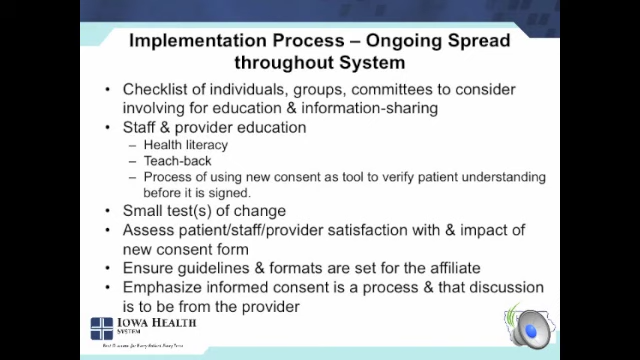 Implementation Process – Ongoing Spread
throughout System
• Checklist of individuals, groups, committees to consider
involving for education & information-sharing
• Staff & provider education
– Health literacy
– Teach-back
– Process of using new consent as tool to verify patient understanding
before it is signed.
• Small test(s) of change
• Assess patient/staff/provider satisfaction with & impact of
new consent form
• Ensure guidelines & formats are set for the affiliate
• Emphasize informed consent is a process & that discussion
is to be from the provider
IOWA HEALTH
SYSTEM